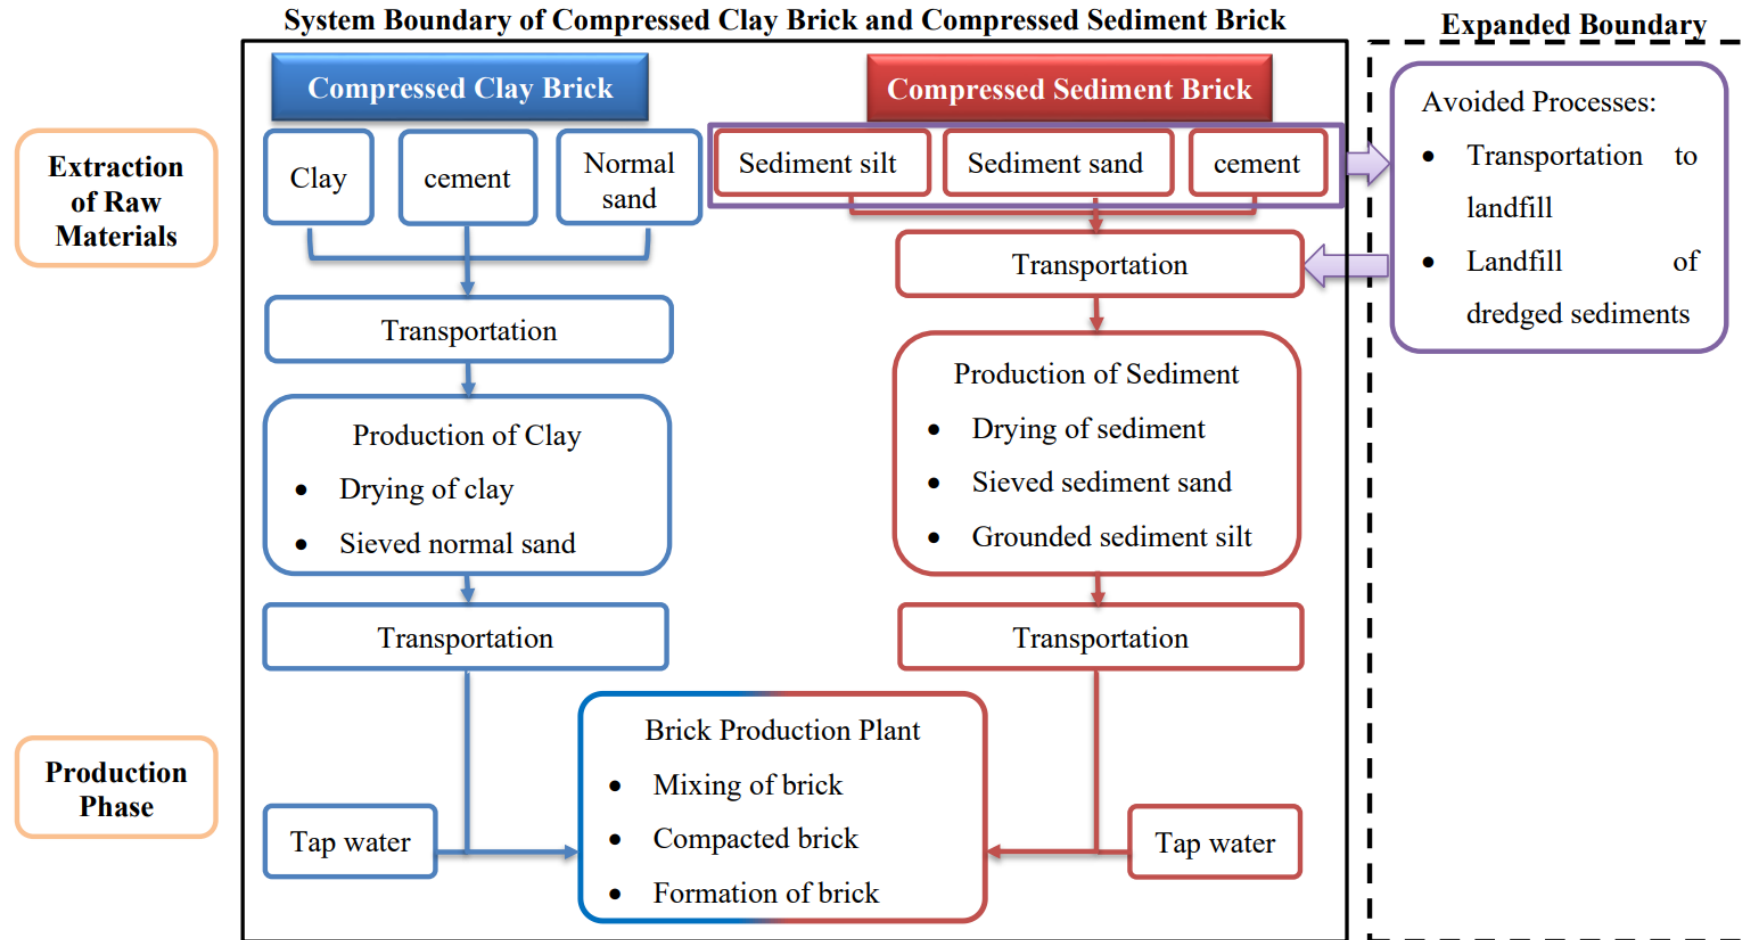 System Boundary of Compressed Clay Brick and Compressed Sediment Brick
Expanded Boundary
Compressed Clay Brick
Compressed Sediment Brick
Extraction
of Raw
Materials
Clay
cement
Normal
sand
Sediment silt
Sediment sand
cement
Avoided Processes:
• Transportation to
landfill
• Landfill of
dredged sediments
Transportation
Transportation
Production of Clay
• Drying of clay
• Sieved normal sand
Production of Sediment
• Drying of sediment
• Sieved sediment sand
• Grounded sediment silt
Transportation
Transportation
Production
Phase
Tap water
Brick Production Plant
• Mixing of brick
• Compacted brick
• Formation of brick
Tap water